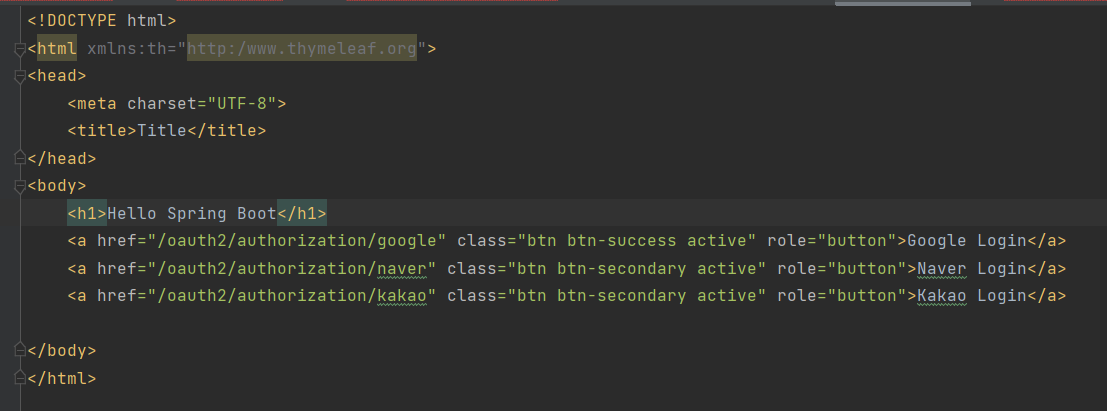 <!DOCTYPE html>
<html xmlns:th="http:/www.thymeleaf.org">
<head>
    <meta charset="UTF-8">
    <title>Title</title>
</head>
<body>
    <h1>Hello Spring Boot</h1>
    <a href="/oauth2/authorization/google" class="btn btn-success active" role="button">Google Login</a>
    <a href="/oauth2/authorization/naver" class="btn btn-secondary active" role="button">Naver Login</a>
    <a href="/oauth2/authorization/kakao" class="btn btn-secondary active" role="button">Kakao Login</a>
</body>
</html>